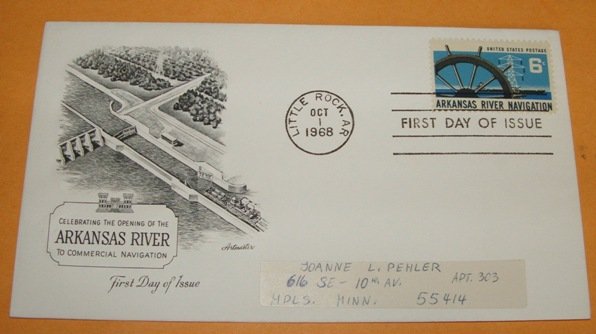 UNITED STATES POSTAGE
6¢
ARKANSAS RIVER NAVIGATION
LITTLE ROCK, AR
OCT
1
1968
FIRST DAY OF ISSUE
CELEBRATING THE OPENING OF THE
ARKANSAS RIVER
TO COMMERCIAL NAVIGATION
Artmaster
First Day of Issue
JOANNE L. PEHLER
616 SE - 10TH AV. APT. 303
MPLS. MINN. 55414